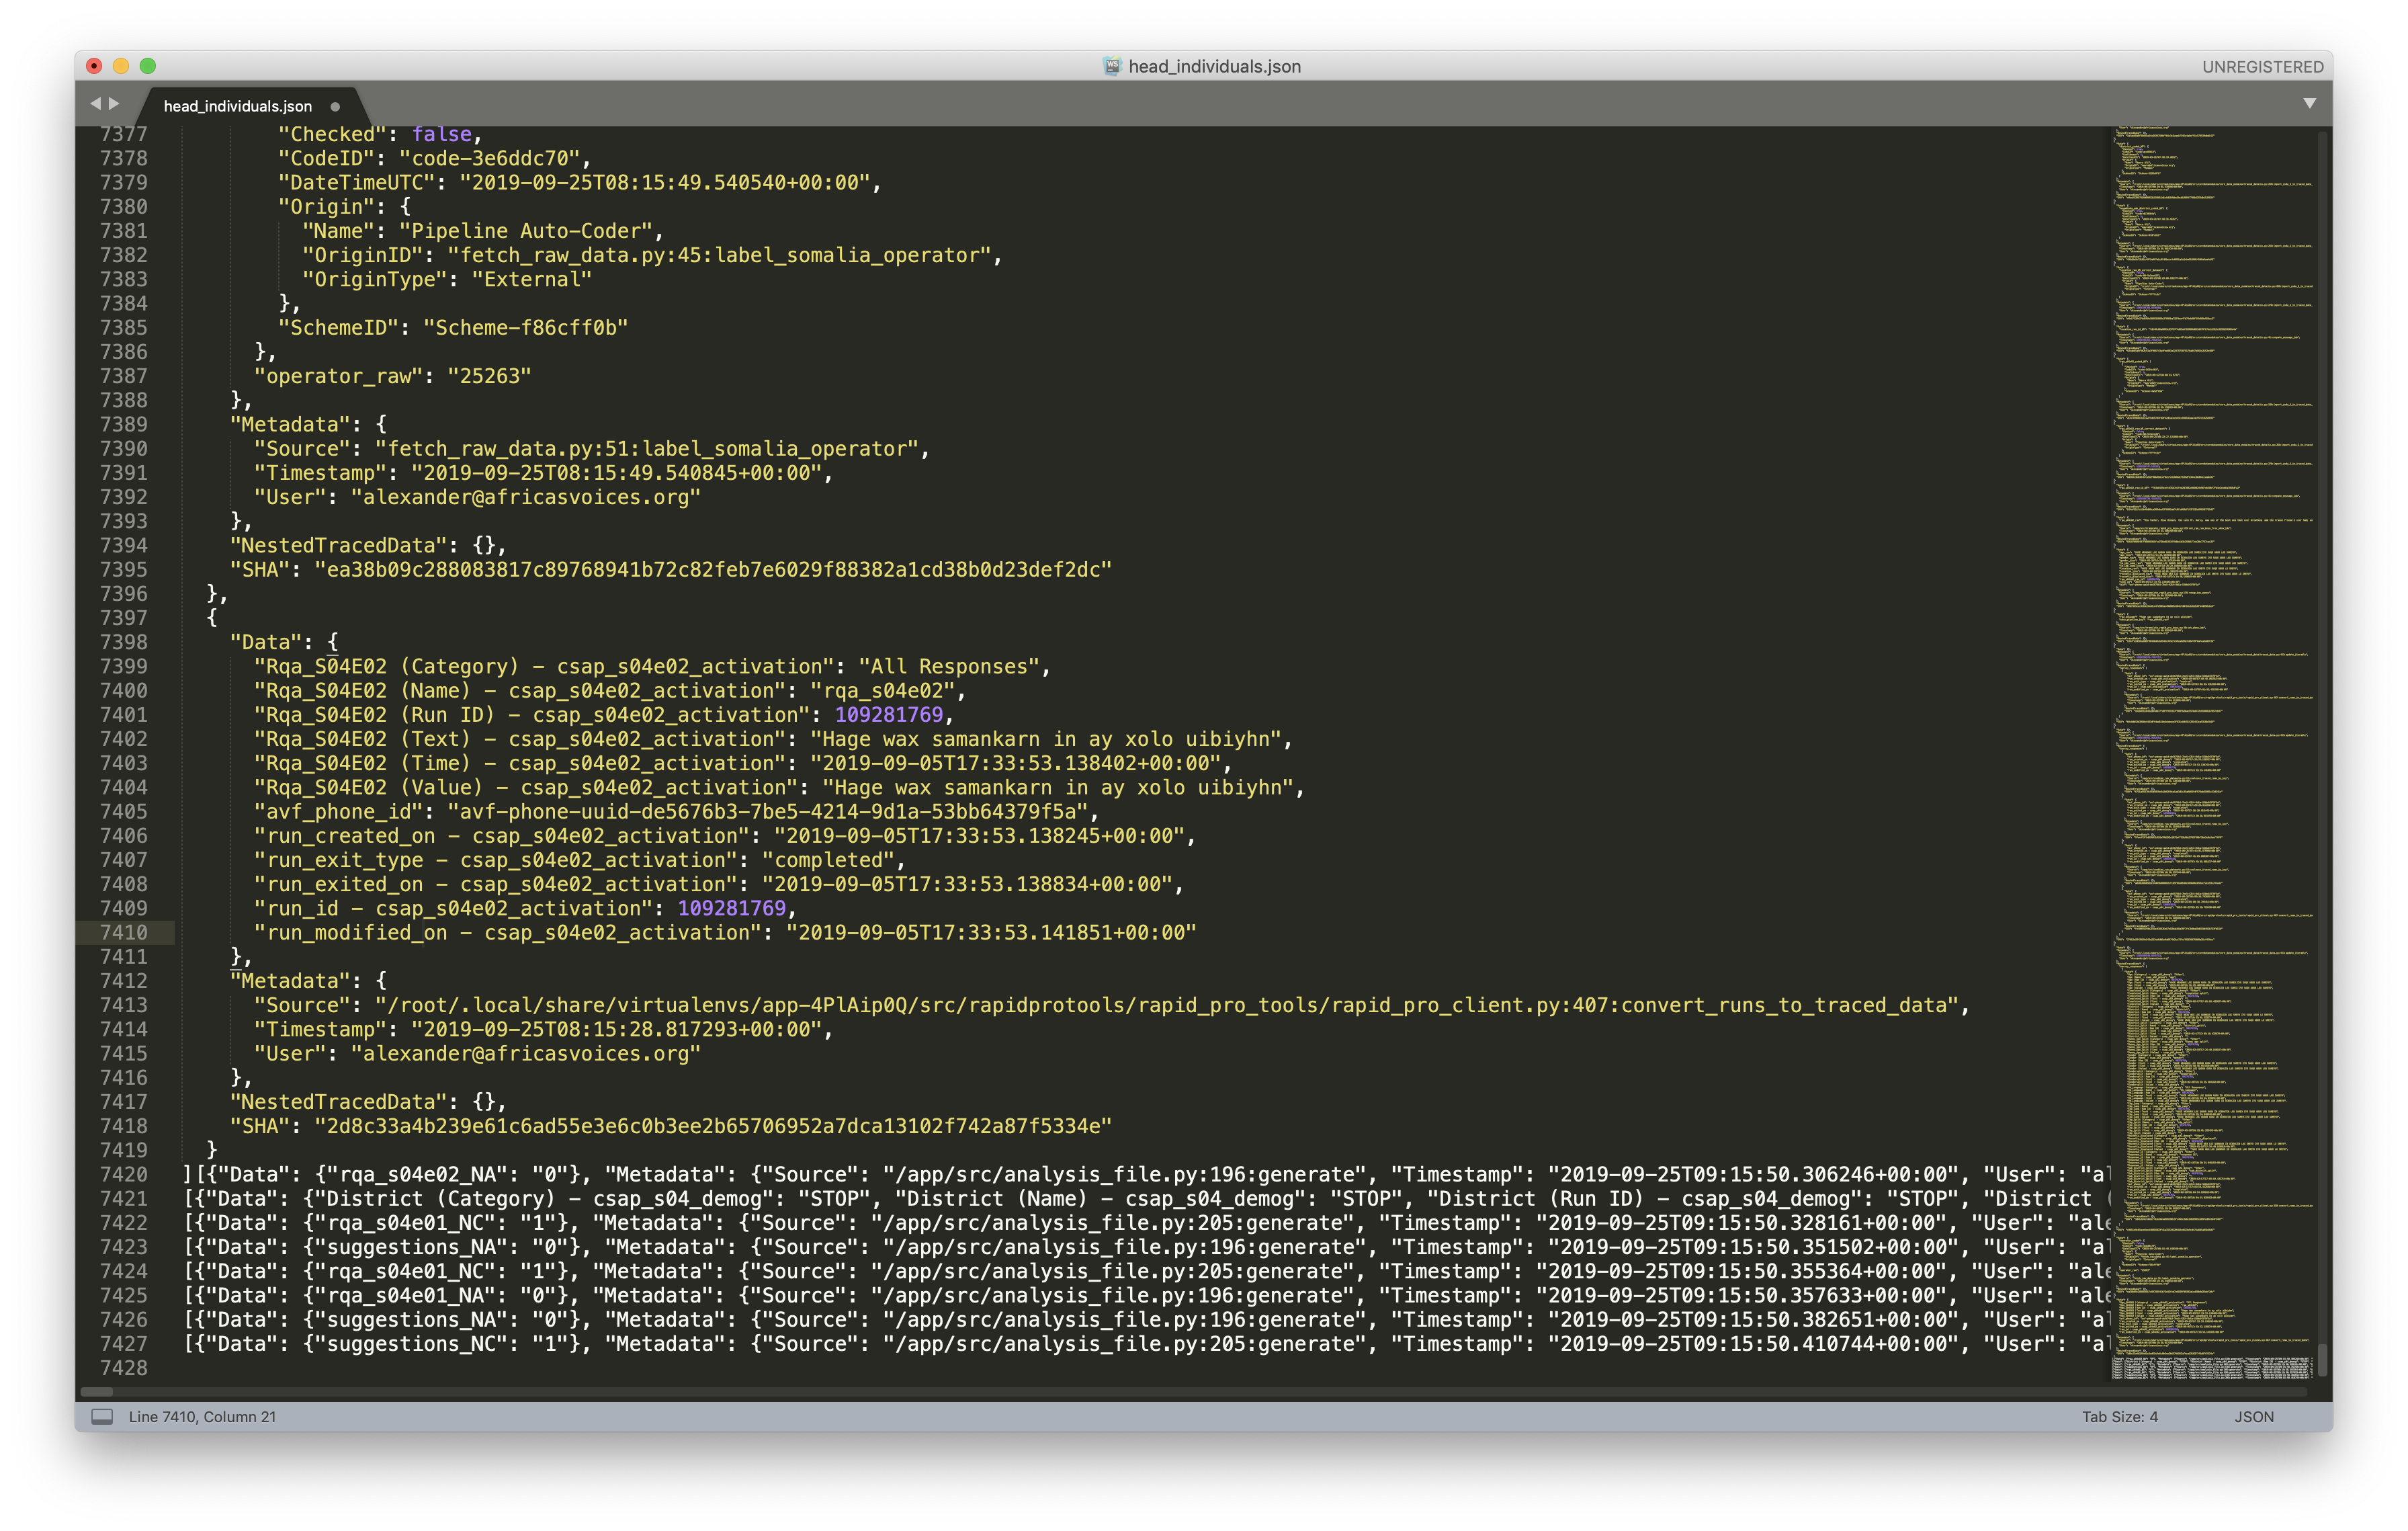 head_individuals.json
UNREGISTERED
head_individuals.json
7377 "Checked": false,
7378 "CodeID": "code-3e6ddc70",
7379 "DateTimeUTC": "2019-09-25T08:15:49.540540+00:00",
7380 "Origin": {
7381 "Name": "Pipeline Auto-Coder",
7382 "OriginID": "fetch_raw_data.py:45:label_somalia_operator",
7383 "OriginType": "External"
7384 },
7385 "SchemeID": "Scheme-f86cff0b"
7386 },
7387 "operator_raw": "25263"
7388 },
7389 "Metadata": {
7390 "Source": "fetch_raw_data.py:51:label_somalia_operator",
7391 "Timestamp": "2019-09-25T08:15:49.540845+00:00",
7392 "User": "alexander@africasvoices.org"
7393 },
7394 "NestedTracedData": {},
7395 "SHA": "ea38b09c288083817c89768941b72c82feb7e6029f88382a1cd38b0d23def2dc"
7396 },
7397 {
7398 "Data": {
7399 "Rqa_S04E02 (Category) - csap_s04e02_activation": "All Responses",
7400 "Rqa_S04E02 (Name) - csap_s04e02_activation": "rqa_s04e02",
7401 "Rqa_S04E02 (Run ID) - csap_s04e02_activation": 109281769,
7402 "Rqa_S04E02 (Text) - csap_s04e02_activation": "Hage wax samankarn in ay xolo uibiyhn",
7403 "Rqa_S04E02 (Time) - csap_s04e02_activation": "2019-09-05T17:33:53.138402+00:00",
7404 "Rqa_S04E02 (Value) - csap_s04e02_activation": "Hage wax samankarn in ay xolo uibiyhn",
7405 "avf_phone_id": "avf-phone-uuid-de5676b3-7be5-4214-9d1a-53bb64379f5a",
7406 "run_created_on - csap_s04e02_activation": "2019-09-05T17:33:53.138245+00:00",
7407 "run_exit_type - csap_s04e02_activation": "completed",
7408 "run_exited_on - csap_s04e02_activation": "2019-09-05T17:33:53.138834+00:00",
7409 "run_id - csap_s04e02_activation": 109281769,
7410 "run_modified_on - csap_s04e02_activation": "2019-09-05T17:33:53.141851+00:00"
7411 },
7412 "Metadata": {
7413 "Source": "/root/.local/share/virtualenvs/app-4PlAip0Q/src/rapidprotools/rapid_pro_tools/rapid_pro_client.py:407:convert_runs_to_traced_data",
7414 "Timestamp": "2019-09-25T08:15:28.817293+00:00",
7415 "User": "alexander@africasvoices.org"
7416 },
7417 "NestedTracedData": {},
7418 "SHA": "2d8c33a4b239e61c6ad55e3e6c0b3ee2b65706952a7dca13102f742a87f5334e"
7419 }
7420 ][{"Data": {"rqa_s04e02_NA": "0"}, "Metadata": {"Source": "/app/src/analysis_file.py:196:generate", "Timestamp": "2019-09-25T09:15:50.306246+00:00", "User": "al
7421 [{"Data": {"District (Category) - csap_s04_demog": "STOP", "District (Name) - csap_s04_demog": "STOP", "District (Run ID) - csap_s04_demog": "STOP", "District (
7422 [{"Data": {"rqa_s04e01_NC": "1"}, "Metadata": {"Source": "/app/src/analysis_file.py:205:generate", "Timestamp": "2019-09-25T09:15:50.328161+00:00", "User": "ale
7423 [{"Data": {"suggestions_NA": "0"}, "Metadata": {"Source": "/app/src/analysis_file.py:196:generate", "Timestamp": "2019-09-25T09:15:50.351502+00:00", "User": "al
7424 [{"Data": {"rqa_s04e01_NC": "1"}, "Metadata": {"Source": "/app/src/analysis_file.py:205:generate", "Timestamp": "2019-09-25T09:15:50.355364+00:00", "User": "ale
7425 [{"Data": {"rqa_s04e01_NA": "0"}, "Metadata": {"Source": "/app/src/analysis_file.py:196:generate", "Timestamp": "2019-09-25T09:15:50.357633+00:00", "User": "ale
7426 [{"Data": {"suggestions_NA": "0"}, "Metadata": {"Source": "/app/src/analysis_file.py:196:generate", "Timestamp": "2019-09-25T09:15:50.382651+00:00", "User": "al
7427 [{"Data": {"suggestions_NC": "1"}, "Metadata": {"Source": "/app/src/analysis_file.py:205:generate", "Timestamp": "2019-09-25T09:15:50.410744+00:00", "User": "al
7428
Line 7410, Column 21
Tab Size: 4
JSON